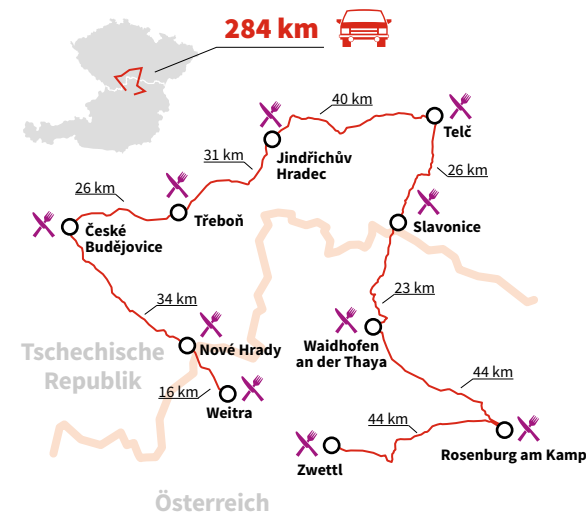 284 km
40 km
Telč
31 km
Jindřichův
Hradec
26 km
26 km
Třeboň
Slavonice
České
Budějovice
23 km
34 km
Waidhofen
an der Thaya
Nové Hrady
Tschechische
Republik
44 km
16 km
Weitra
44 km
Rosenburg am Kamp
Zwettl
Österreich